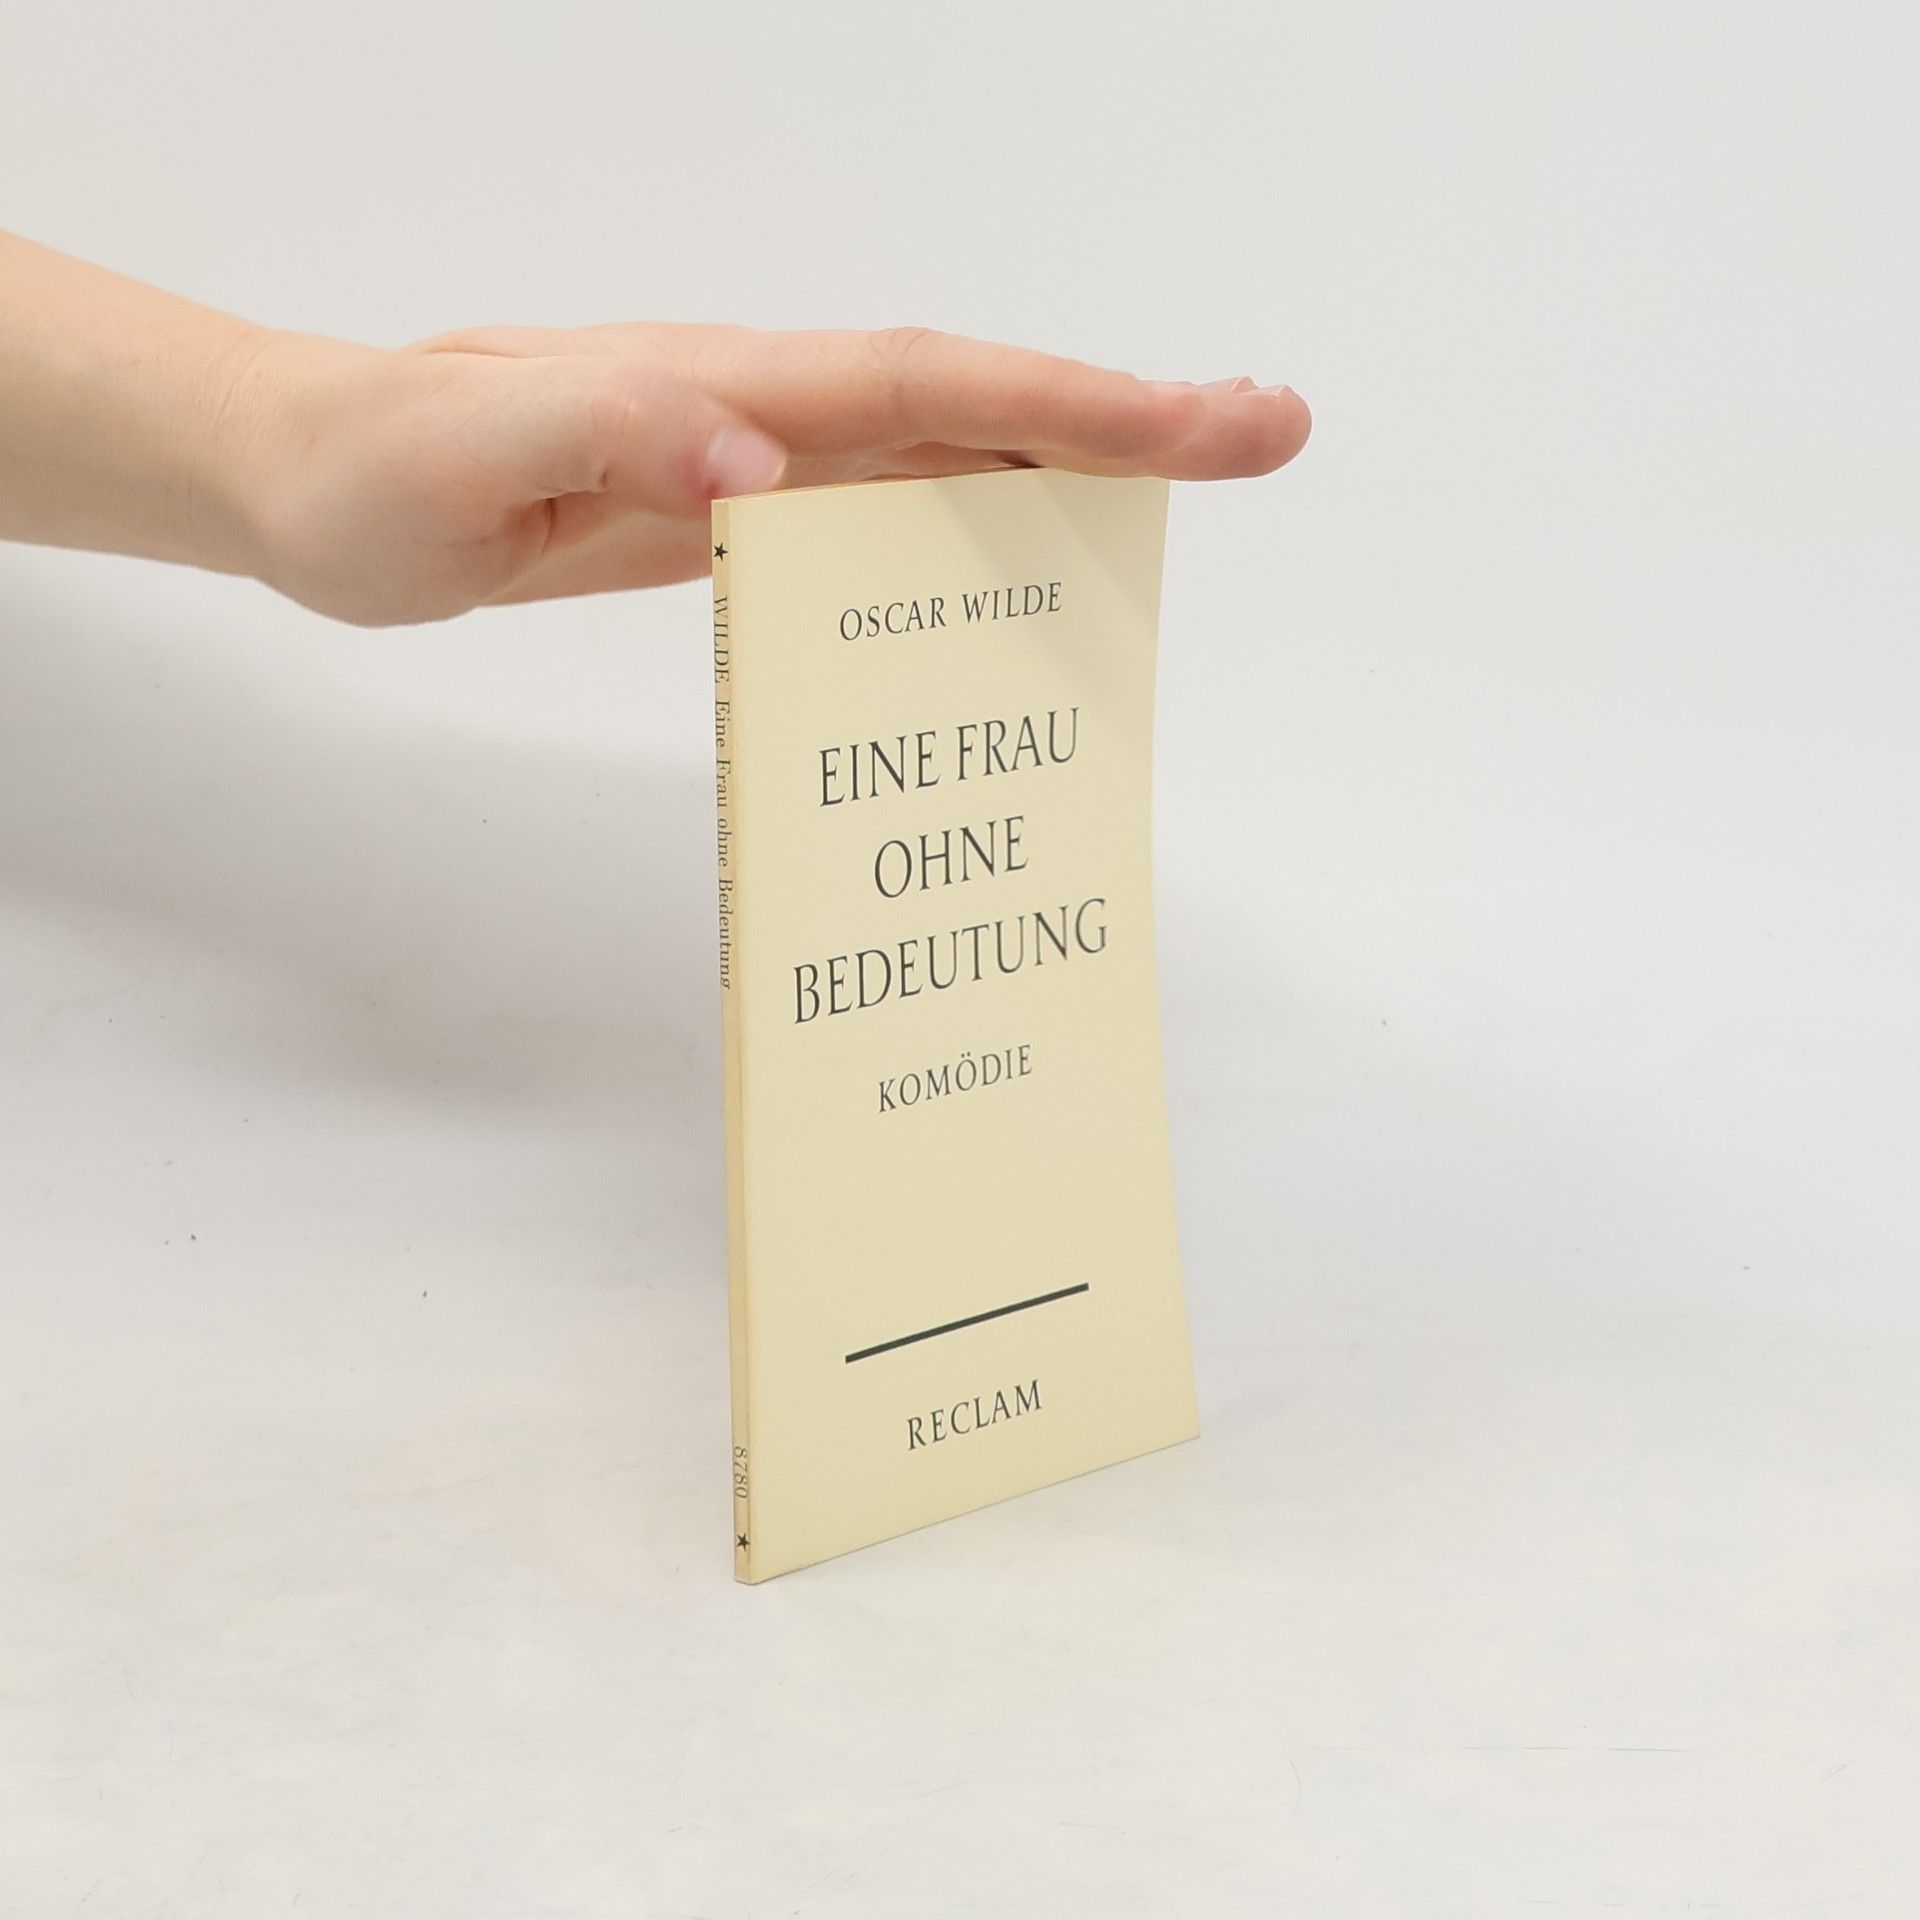 OSCAR WILDE
EINE FRAU
OHNE
BEDEUTUNG
KOMÖDIE
RECLAM
★ WILDE Eine Frau ohne Bedeutung 8780 ★